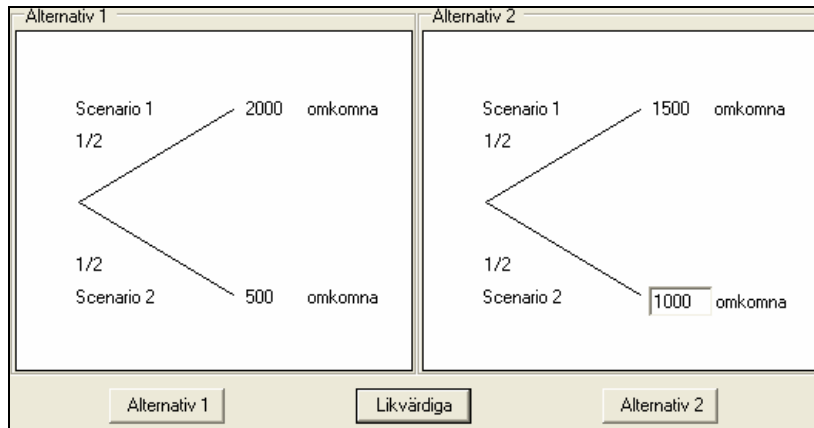 Alternativ 1
Scenario 1 2000 omkomna
1/2
1/2
Scenario 2 500 omkomna
Alternativ 2
Scenario 1 1500 omkomna
1/2
1/2
Scenario 2 1000 omkomna
Alternativ 1 Likvärdiga Alternativ 2